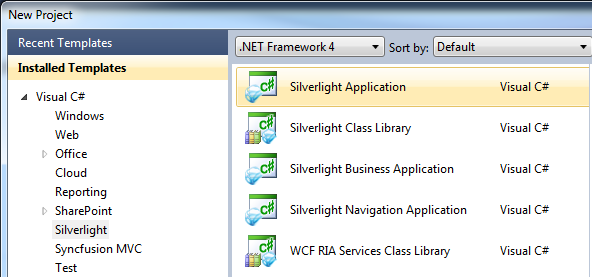 New Project
Recent Templates
Installed Templates
Visual C#
Windows
Web
Office
Cloud
Reporting
SharePoint
Silverlight
Syncfusion MVC
Test
.NET Framework 4 Sort by: Default
C# Silverlight Application Visual C#
C# Silverlight Class Library Visual C#
C# Silverlight Business Application Visual C#
C# Silverlight Navigation Application Visual C#
C# WCF RIA Services Class Library Visual C#